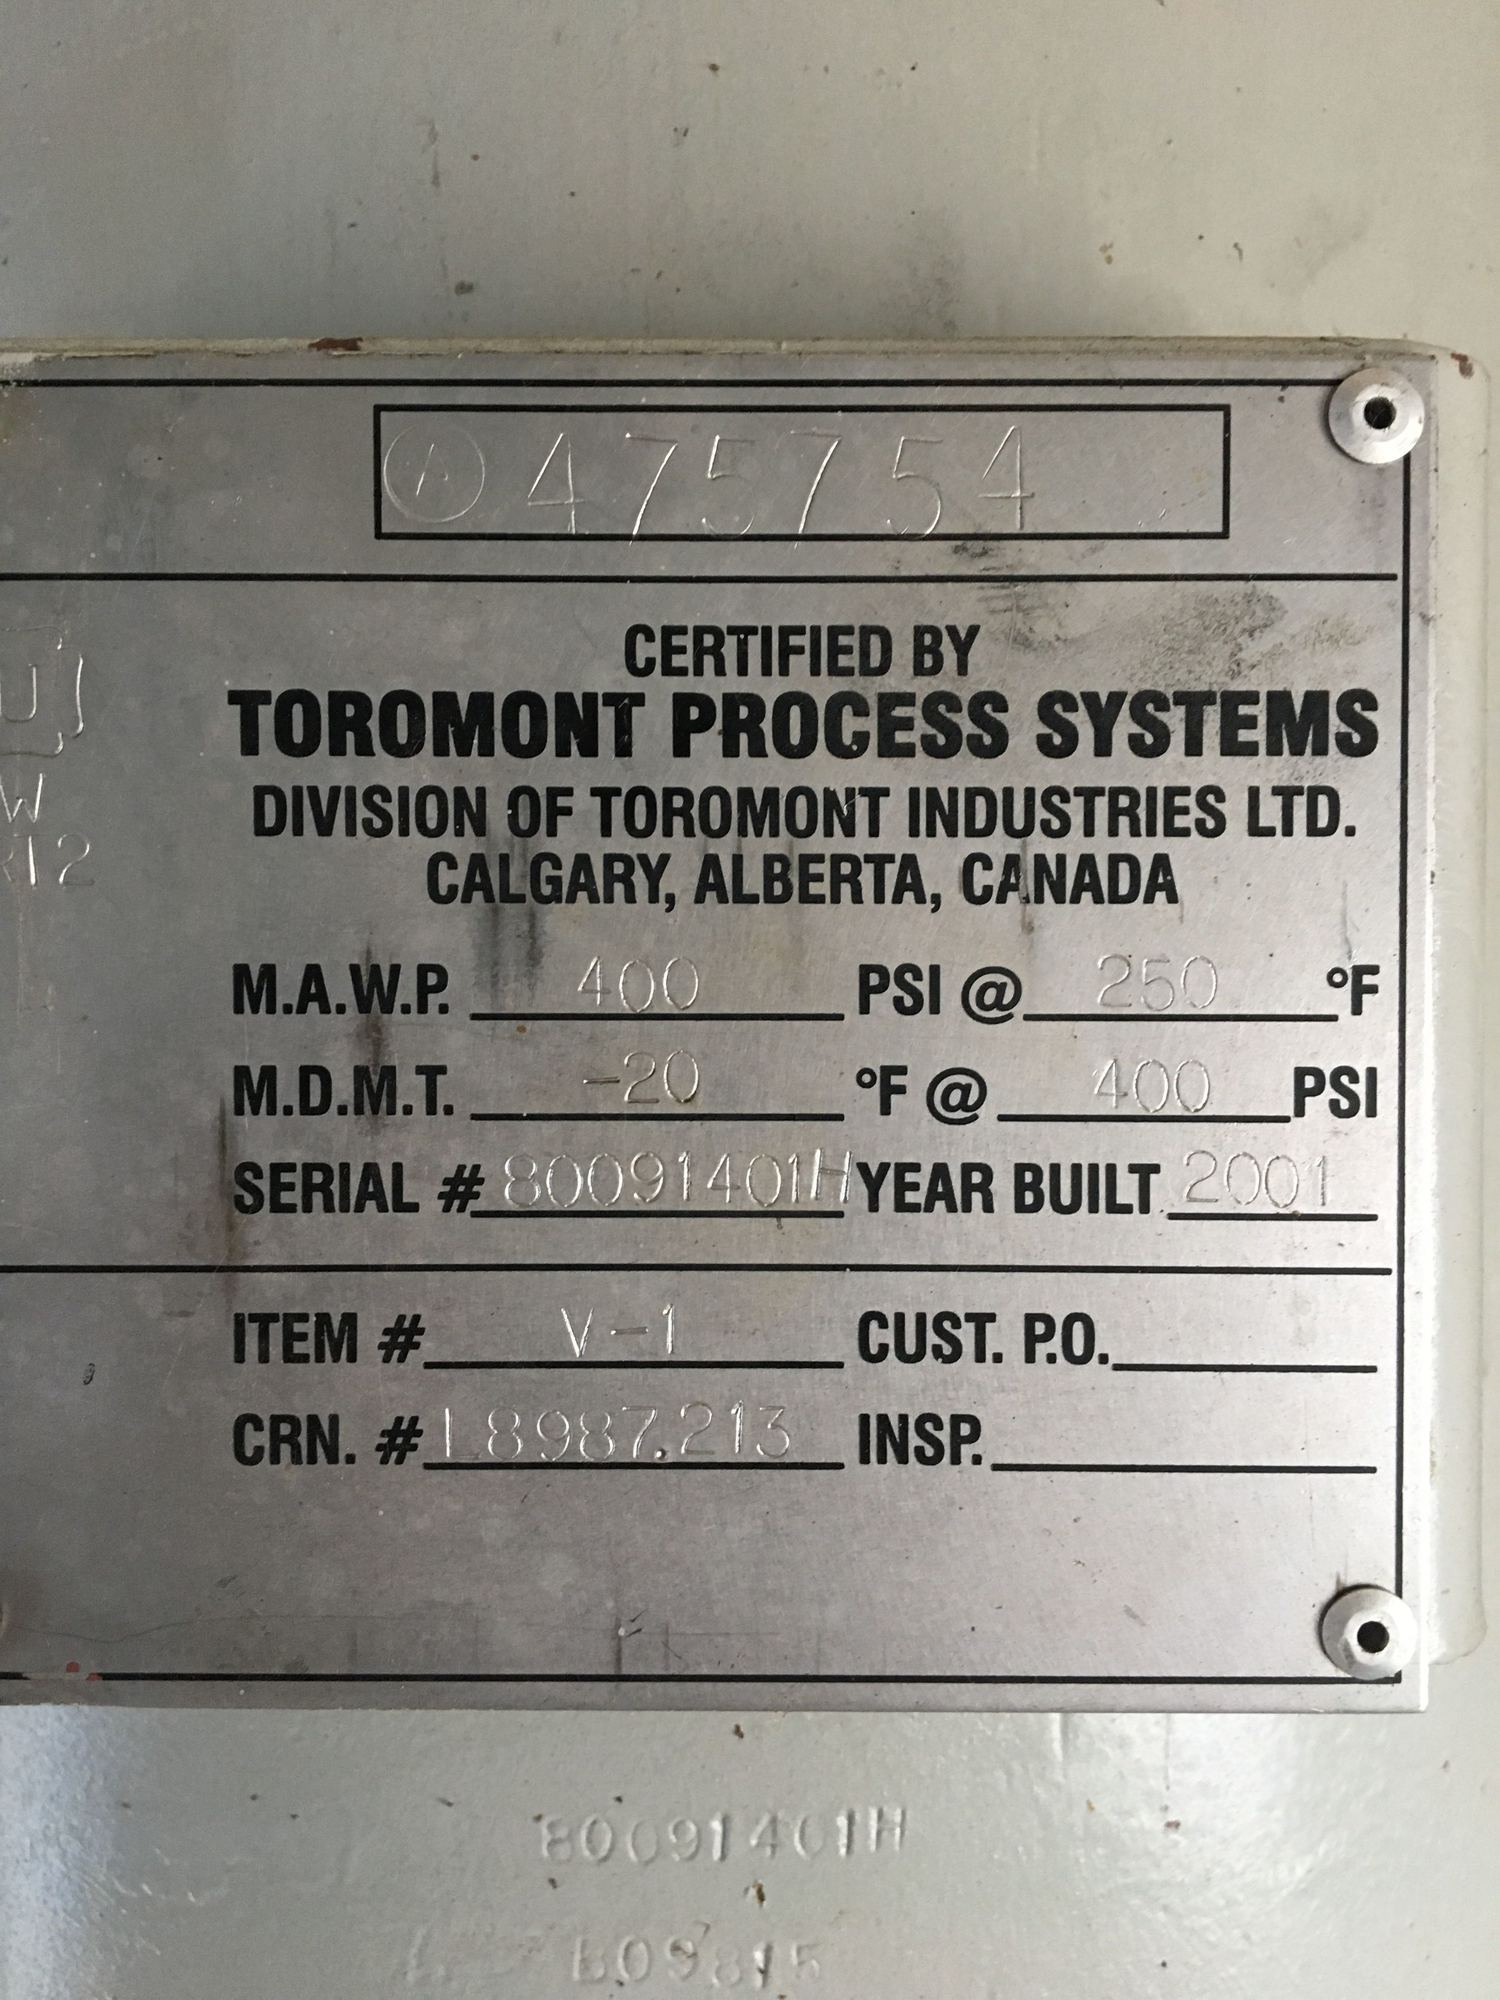 A 475754
U
W
RT2
CERTIFIED BY
TOROMONT PROCESS SYSTEMS
DIVISION OF TOROMONT INDUSTRIES LTD.
CALGARY, ALBERTA, CANADA
M.A.W.P. 400 PSI @ 250 °F
M.D.M.T. -20 °F @ 400 PSI
SERIAL # 80091401H YEAR BUILT 2001
ITEM # V-1 CUST. P.O.
CRN. # L8987.213 INSP.
80091401H